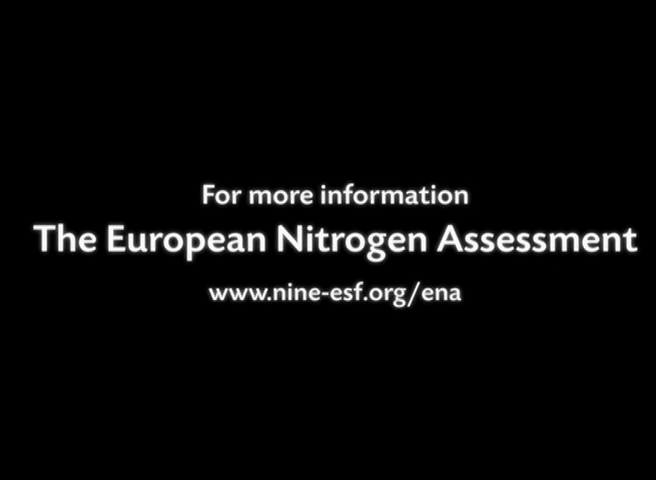 For more information
The European Nitrogen Assessment
www.nine-esf.org/ena